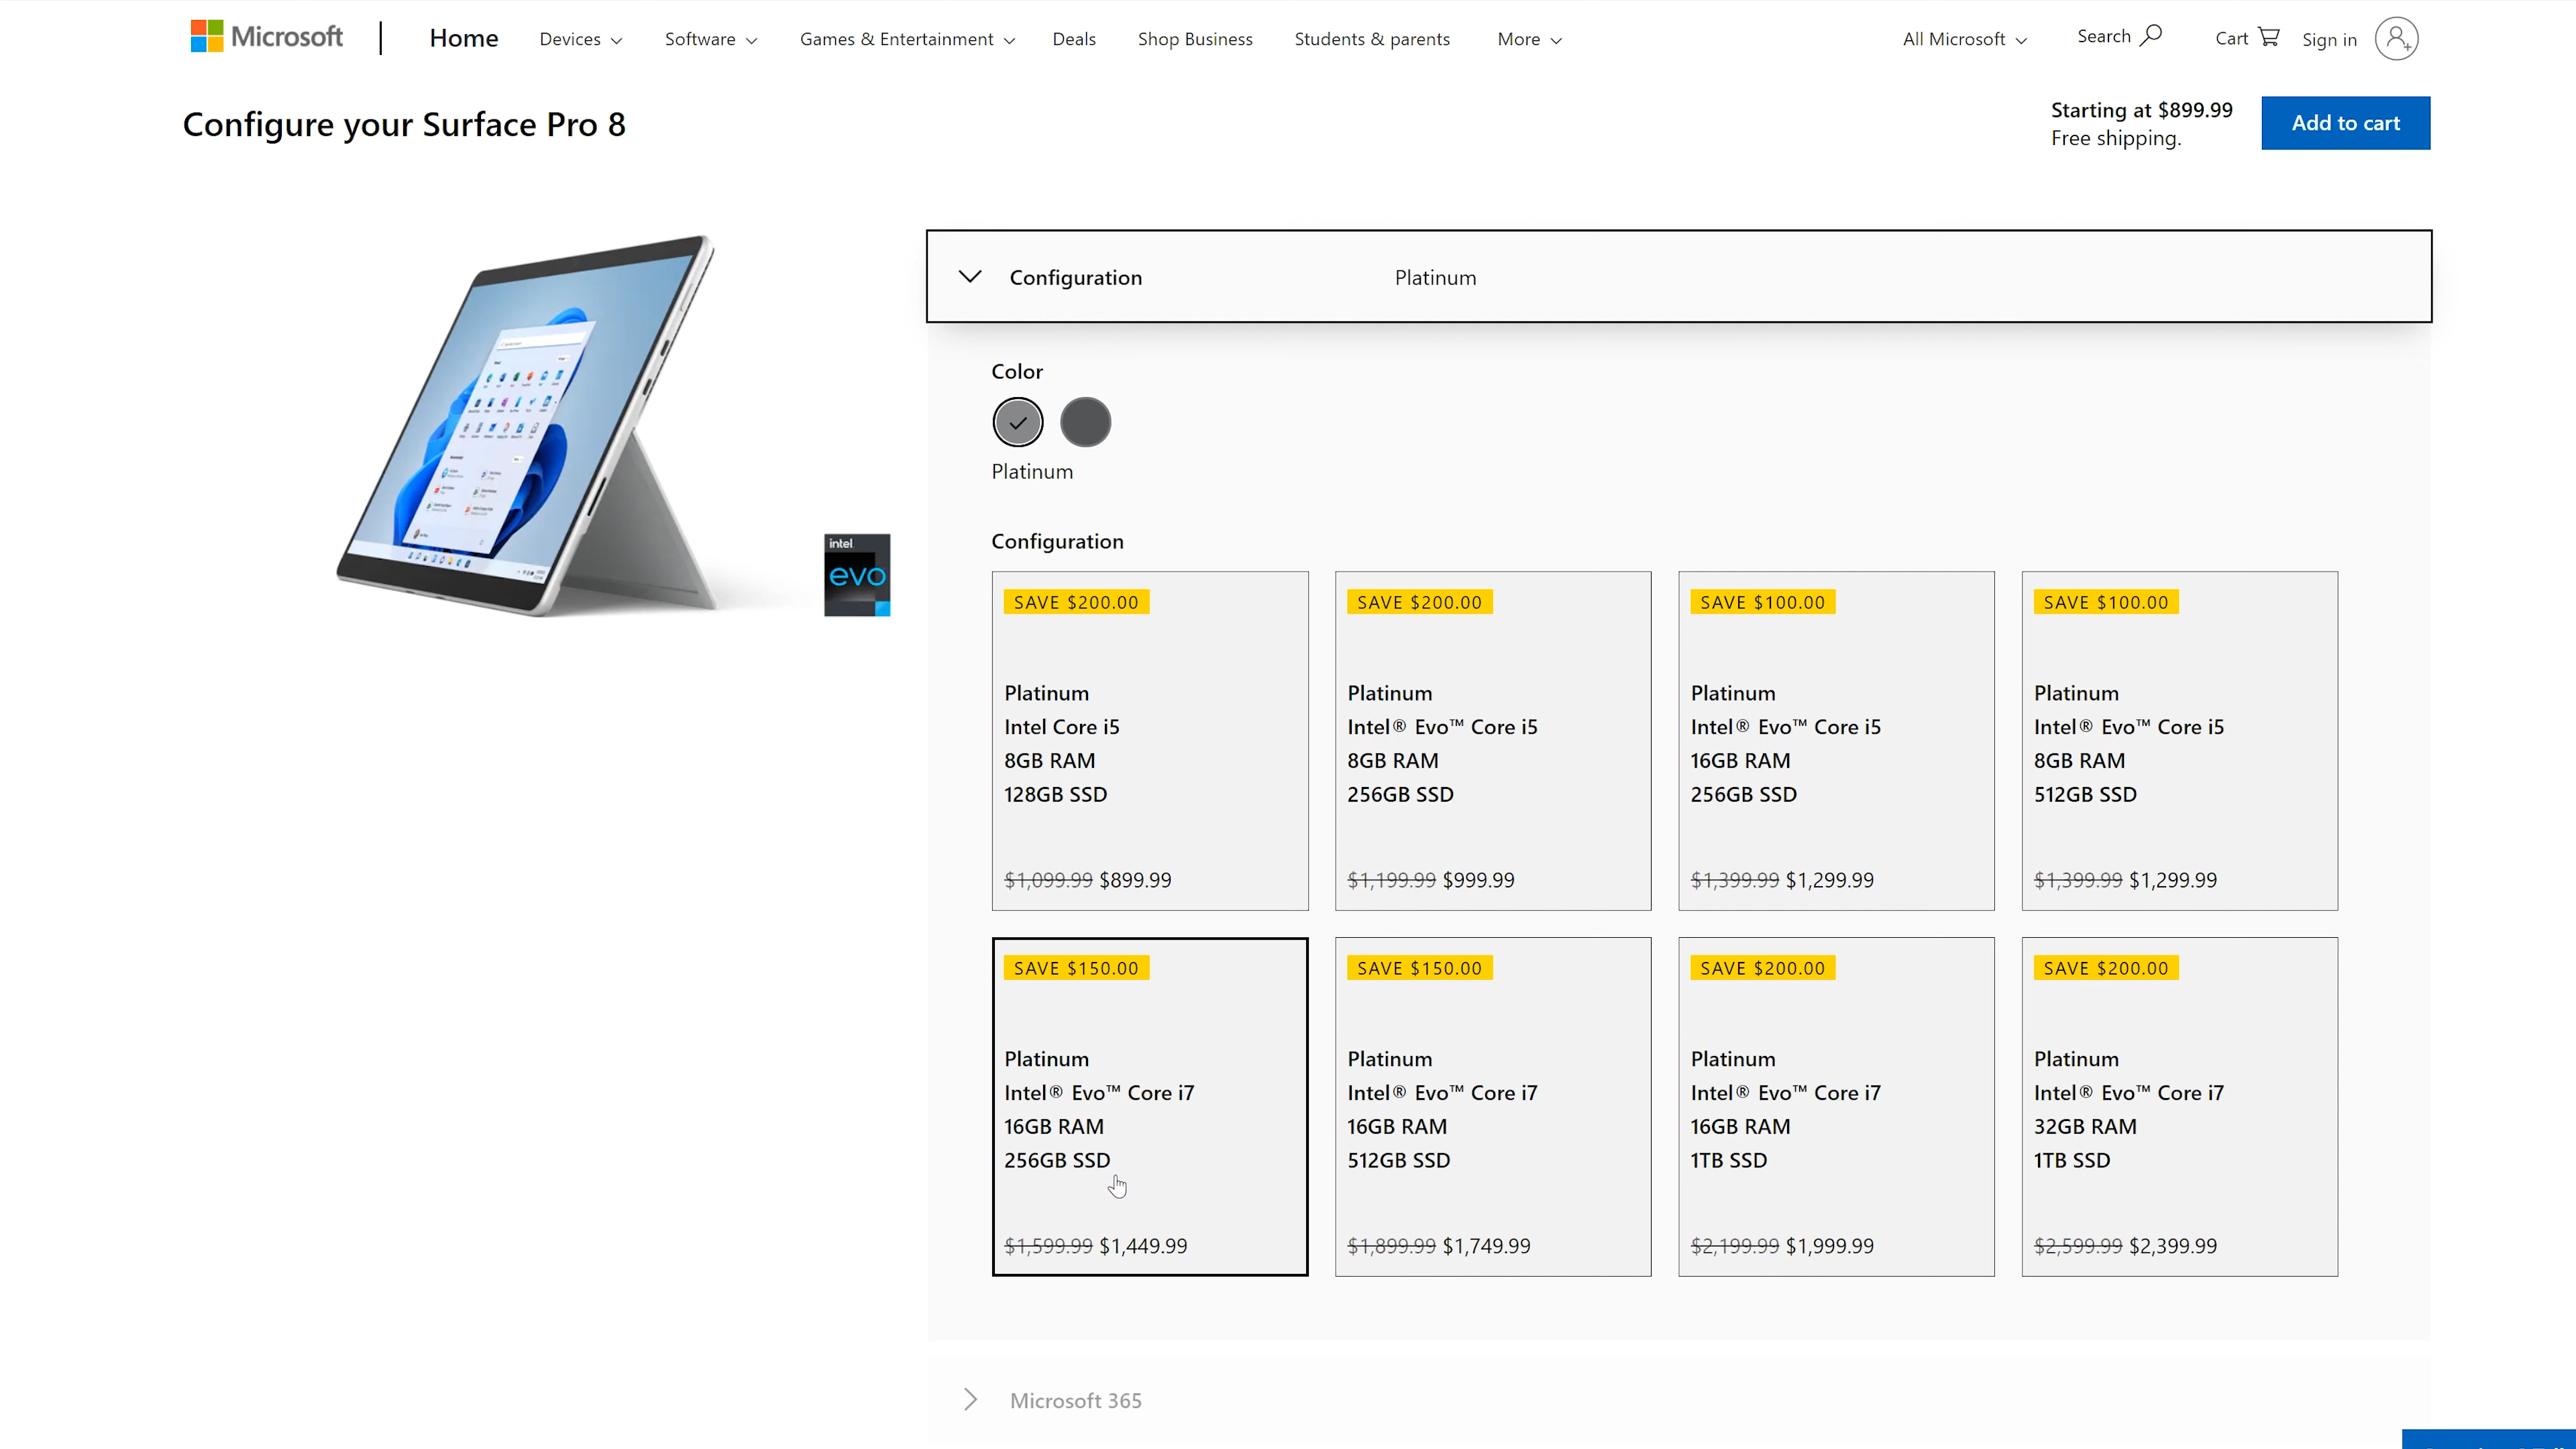 Microsoft
Home
Devices
Software
Games & Entertainment
Deals
Shop Business
Students & parents
More
All Microsoft
Search
Cart
Sign in
Configure your Surface Pro 8
Starting at $899.99
Free shipping.
Add to cart
Configuration
Platinum
Color
Platinum
intel
evo
Configuration
SAVE $200.00
Platinum
Intel Core i5
8GB RAM
128GB SSD
$1,099.99 $899.99
SAVE $200.00
Platinum
Intel® Evo™ Core i5
8GB RAM
256GB SSD
$1,199.99 $999.99
SAVE $100.00
Platinum
Intel® Evo™ Core i5
16GB RAM
256GB SSD
$1,399.99 $1,299.99
SAVE $100.00
Platinum
Intel® Evo™ Core i5
8GB RAM
512GB SSD
$1,399.99 $1,299.99
SAVE $150.00
Platinum
Intel® Evo™ Core i7
16GB RAM
256GB SSD
$1,599.99 $1,449.99
SAVE $150.00
Platinum
Intel® Evo™ Core i7
16GB RAM
512GB SSD
$1,899.99 $1,749.99
SAVE $200.00
Platinum
Intel® Evo™ Core i7
16GB RAM
1TB SSD
$2,199.99 $1,999.99
SAVE $200.00
Platinum
Intel® Evo™ Core i7
32GB RAM
1TB SSD
$2,599.99 $2,399.99
Microsoft 365